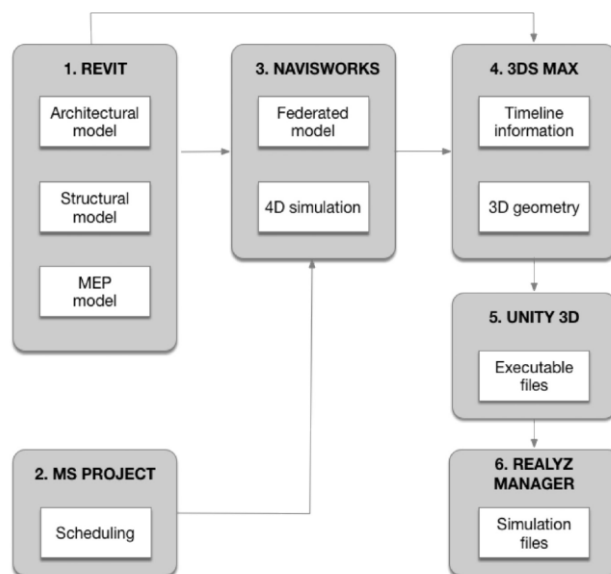 1. REVIT
Architectural
model
Structural
model
MEP
model
2. MS PROJECT
Scheduling
3. NAVISWORKS
Federated
model
4D simulation
4. 3DS MAX
Timeline
information
3D geometry
5. UNITY 3D
Executable
files
6. REALYZ
MANAGER
Simulation
files